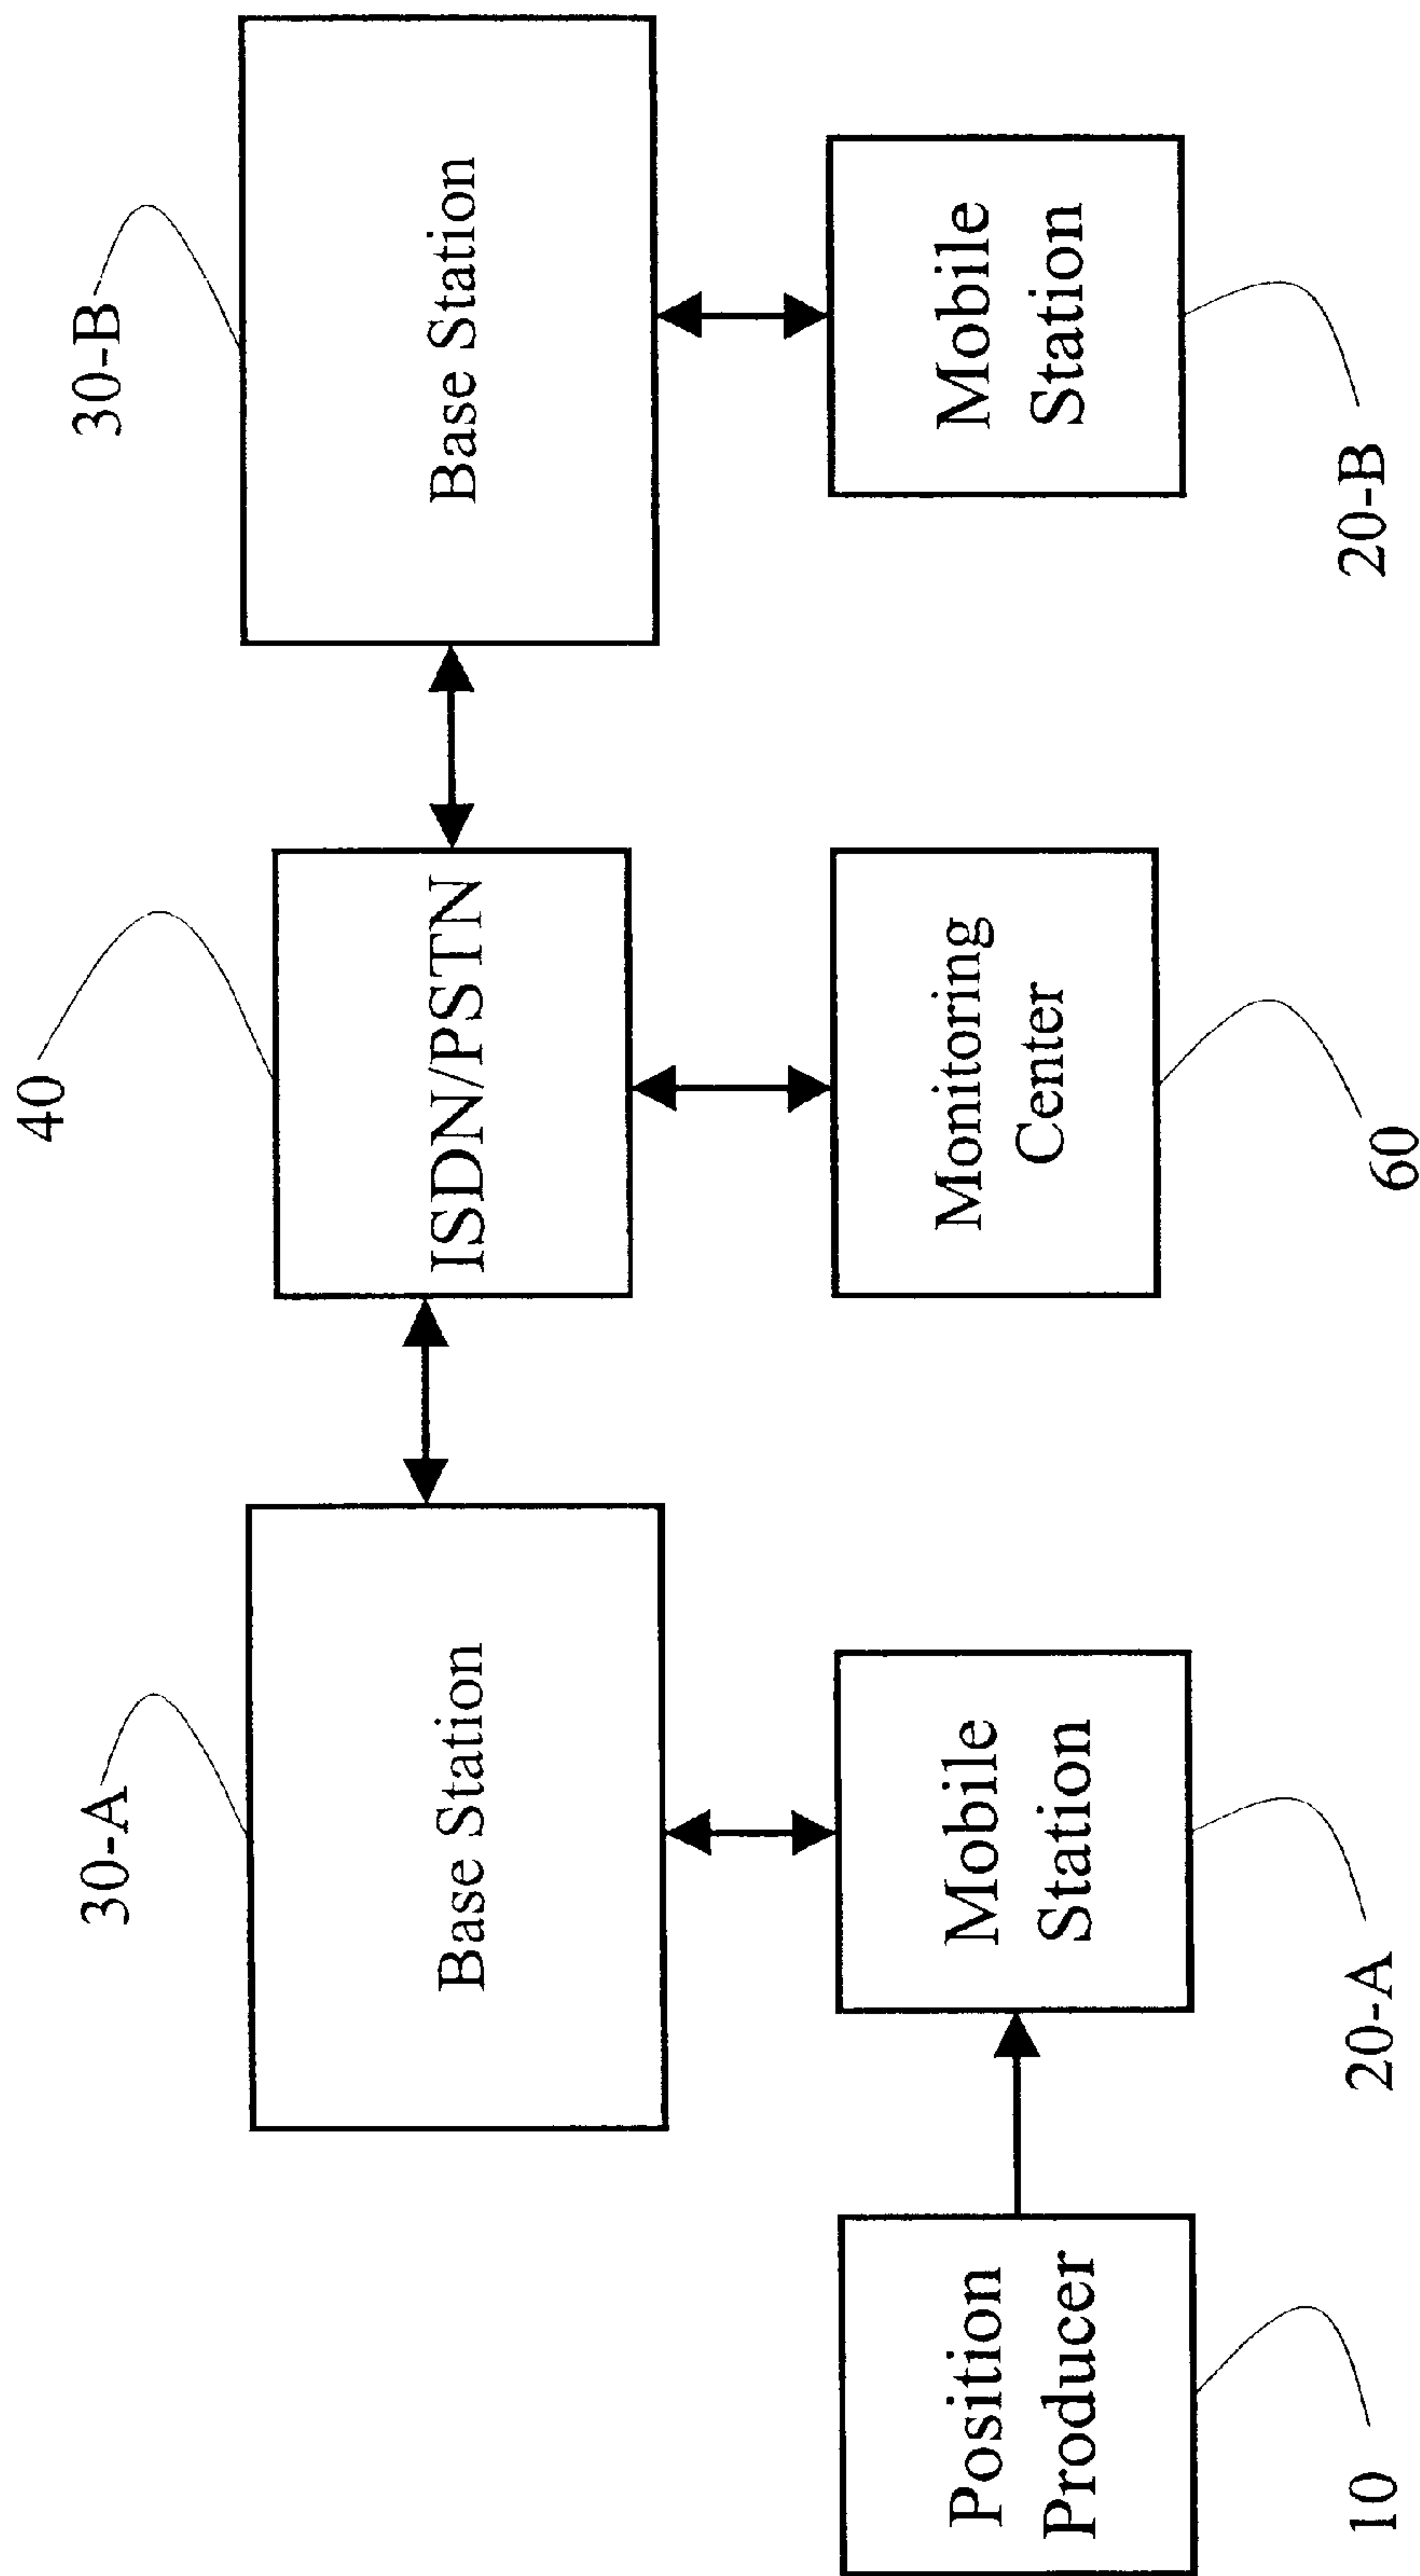 30-A
40
30-B
Base Station
ISDN/PSTN
Base Station
Position
Producer
Mobile
Station
Monitoring
Center
Mobile
Station
10
20-A
60
20-B